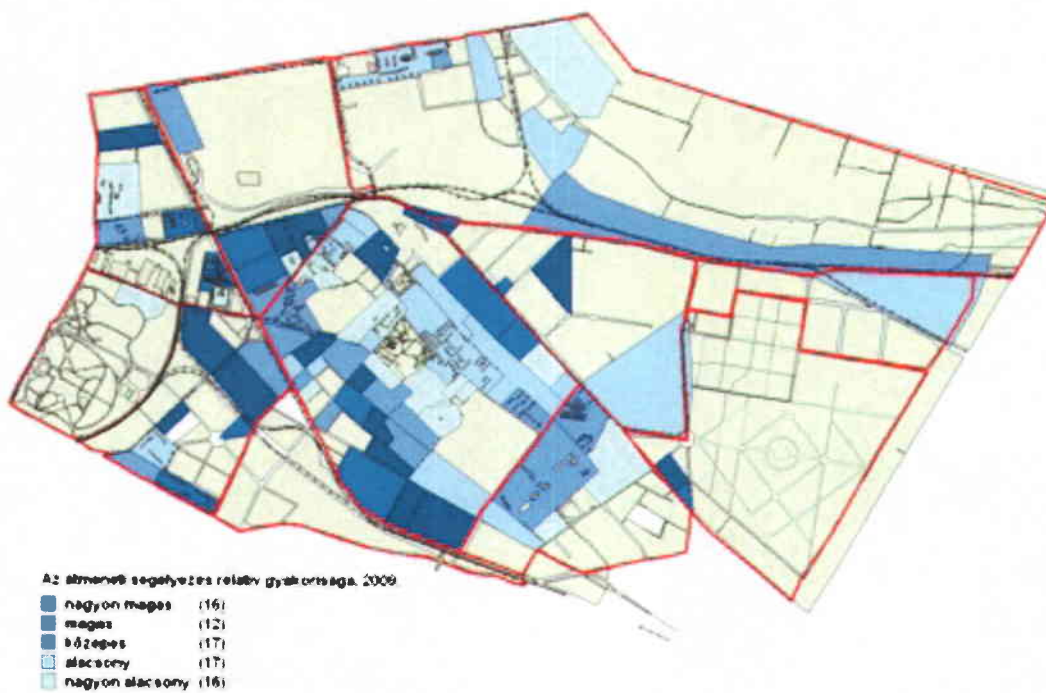 Az átmeneti segélyezés relatív gyakorisága, 2009.
nagyon magas (16)
magas (12)
közepes (17)
alacsony (17)
nagyon alacsony (16)